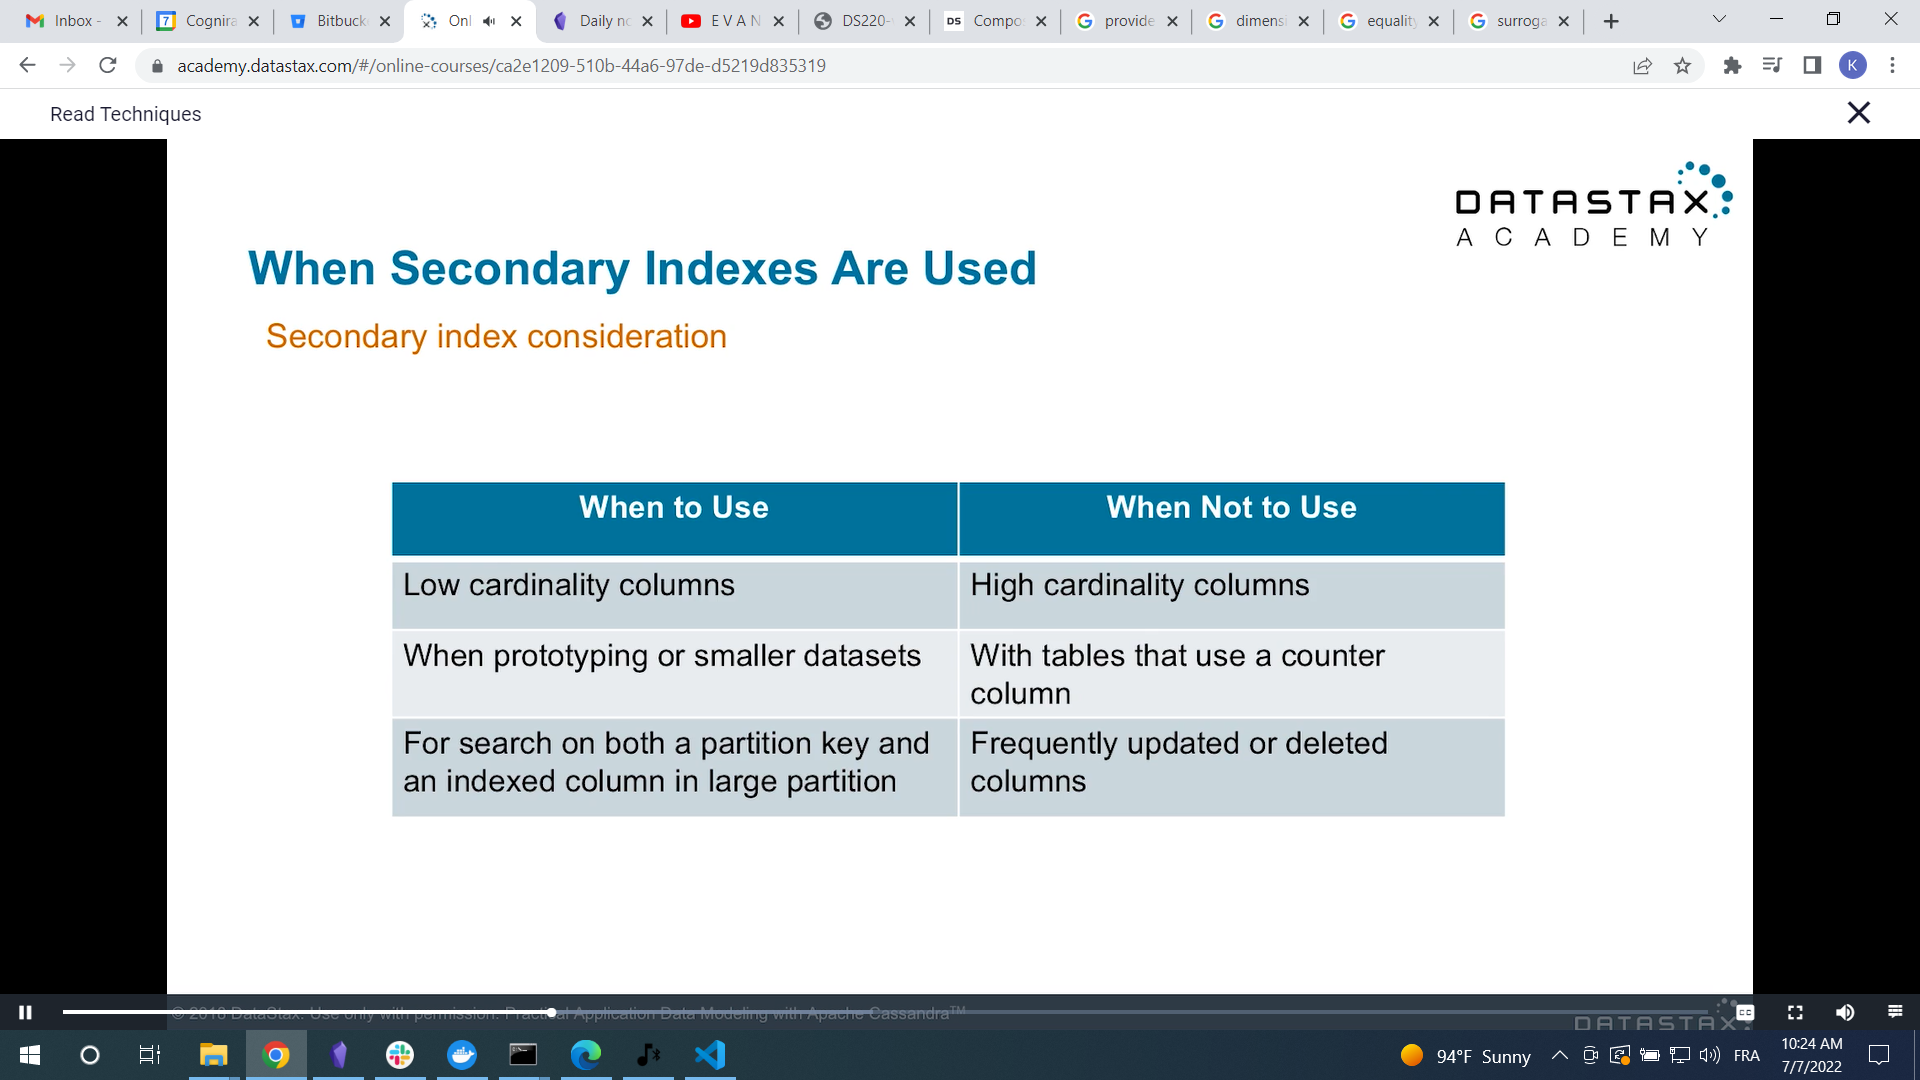 Inbox -
Cognira
Bitbuck
Onl
Daily no
E V A N
DS220-
Compo
provide
dimensi
equality
surroga
academy.datastax.com/#/online-courses/ca2e1209-510b-44a6-97de-d5219d835319
K
Read Techniques
DATASTAX
ACADEMY
When Secondary Indexes Are Used
Secondary index consideration
When to Use
When Not to Use
Low cardinality columns
High cardinality columns
When prototyping or smaller datasets
With tables that use a counter
column
For search on both a partition key and
an indexed column in large partition
Frequently updated or deleted
columns
© 2018 DataStax. Use only with permission. Practical Application Data Modeling with Apache Cassandra™
DATASTAX
CC
94°F Sunny
FRA
10:24 AM
7/7/2022